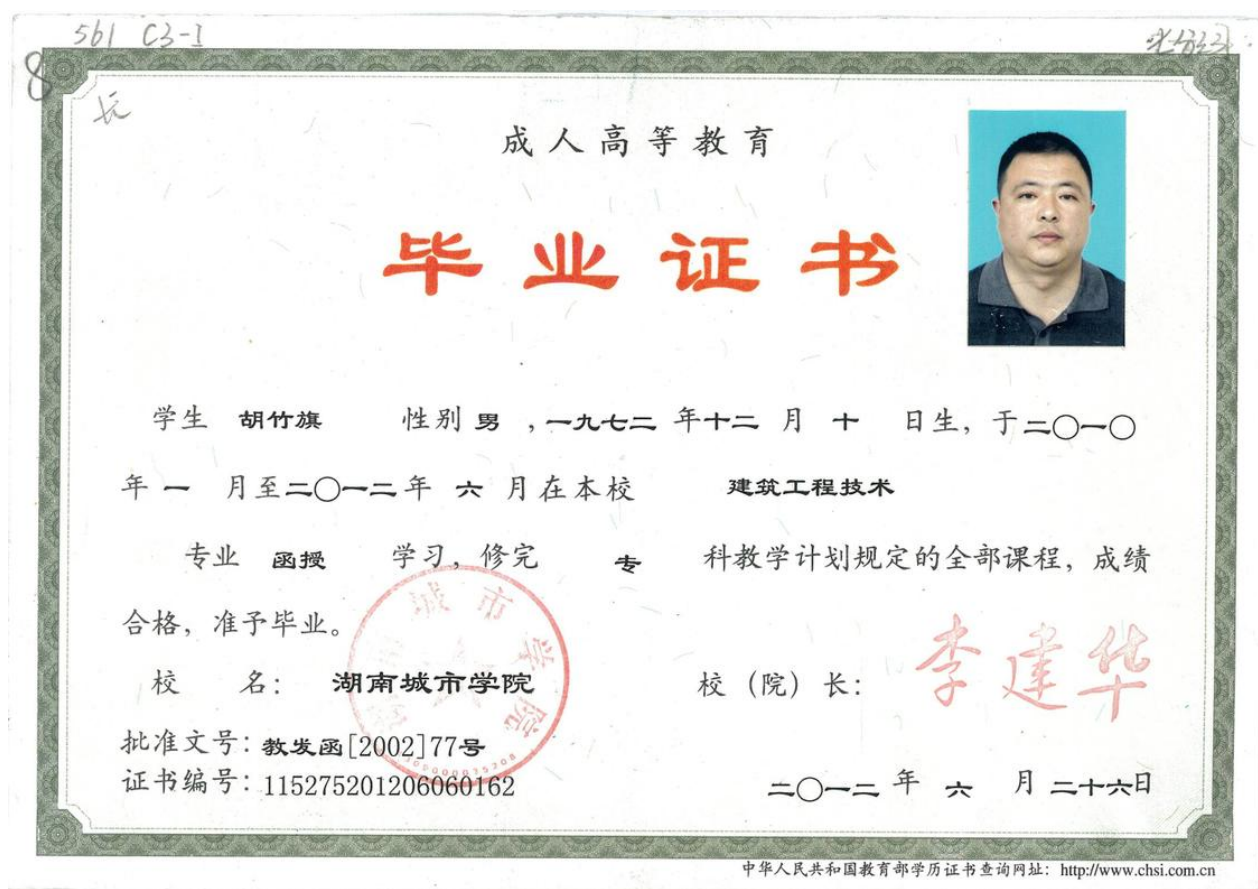 561 C3-I
8
长
成人高等教育
毕业证书
学生 胡竹旗 性别 男 ,一九七二 年十二 月 十 日生，于二〇一〇
年 一 月至二〇一二年 六 月在本校 建筑工程技术
专业 函授 学习，修完 专 科教学计划规定的全部课程，成绩
合格，准予毕业。
校 名： 湖南城市学院
校（院）长： 李建华
批准文号：教发函[2002]77号
证书编号：115275201206060162
二〇一二 年 六 月 二十六日
城市学院
中华人民共和国教育部学历证书查询网址：http://www.chsi.com.cn